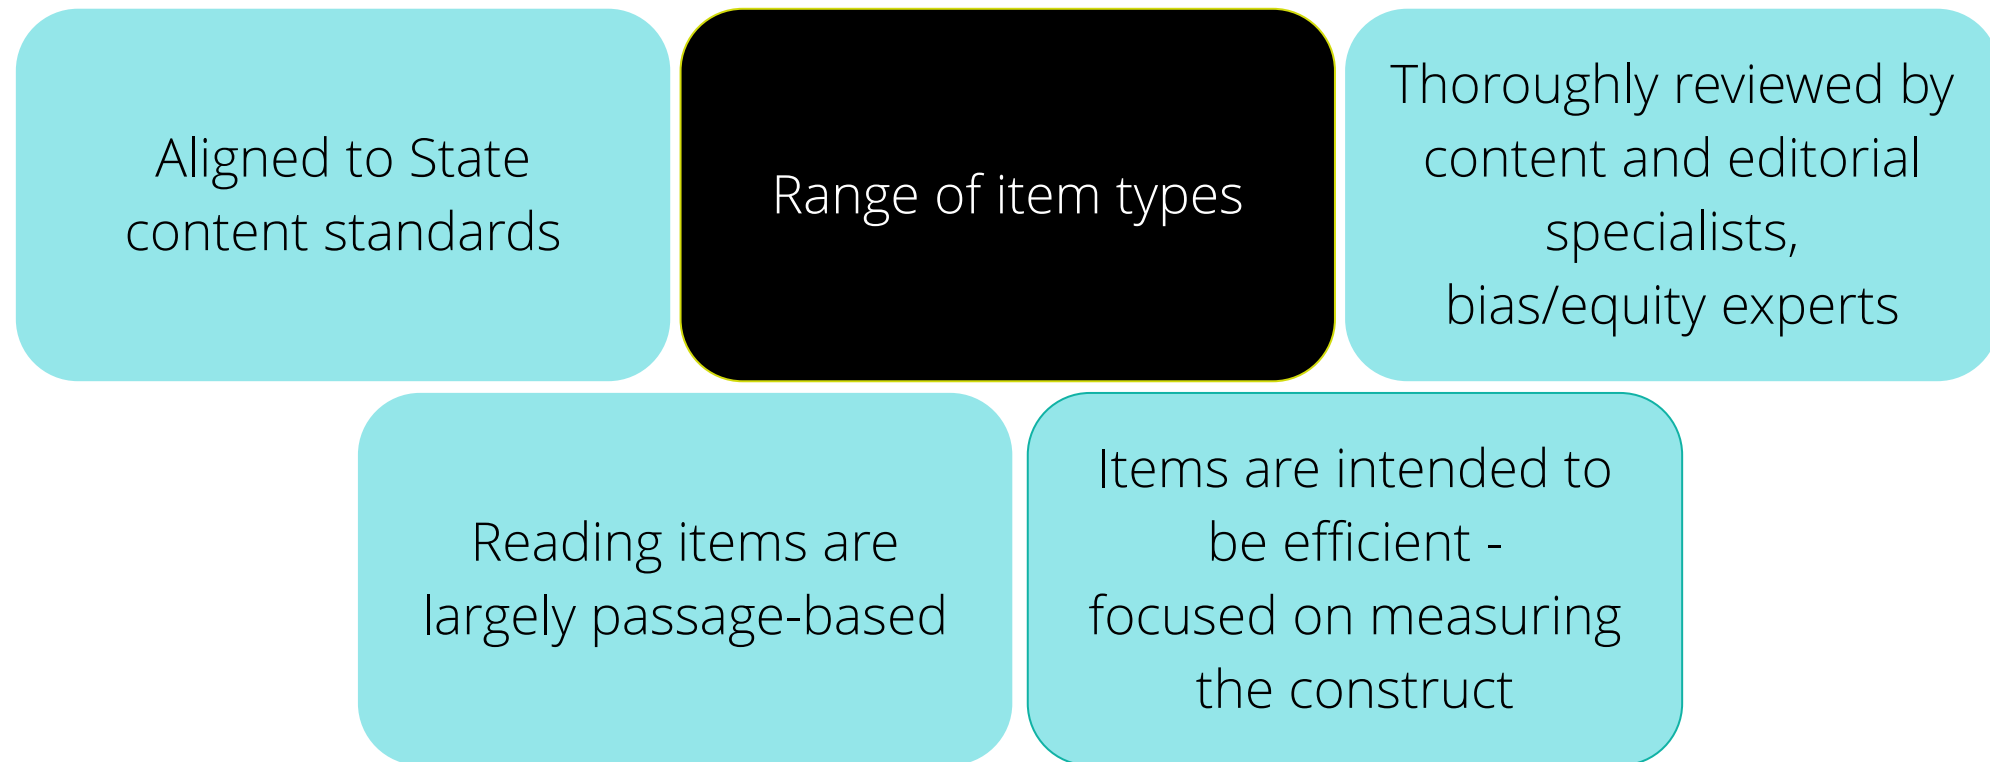 Aligned to State
content standards
Range of item types
Thoroughly reviewed by
content and editorial
specialists,
bias/equity experts
Reading items are
largely passage-based
Items are intended to
be efficient -
focused on measuring
the construct